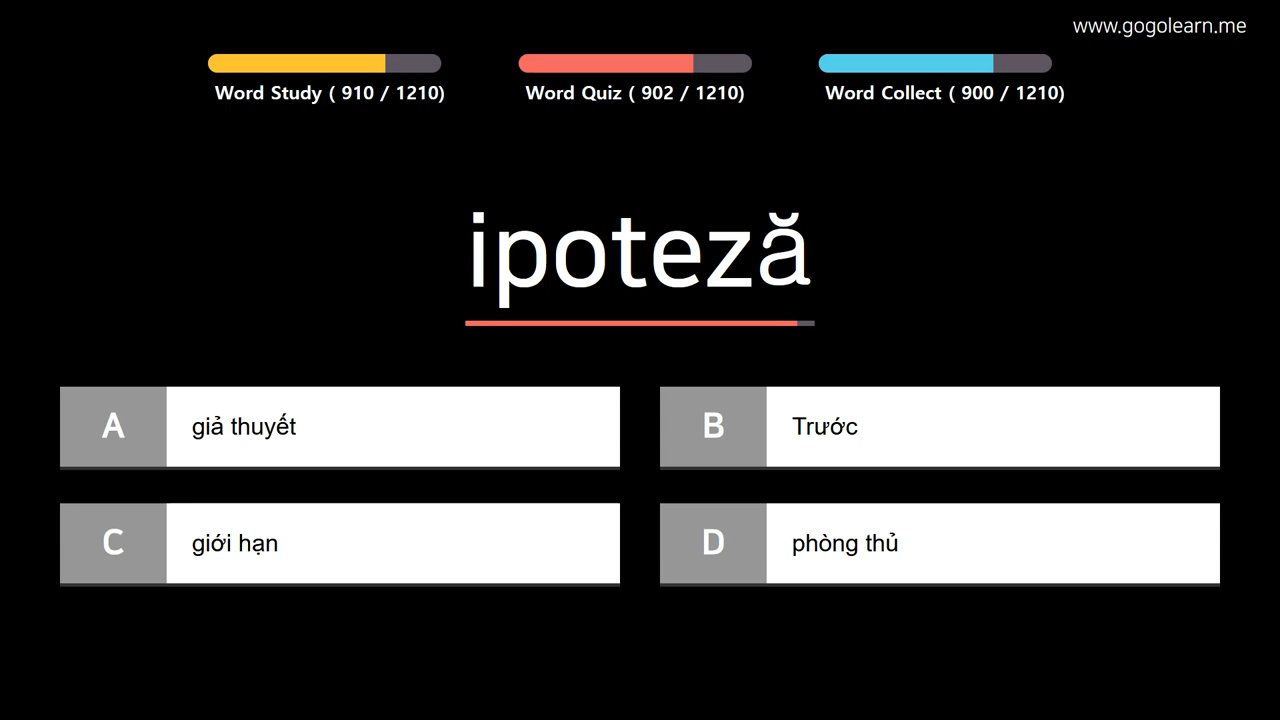 www.gogolearn.me
Word Study ( 910 / 1210)
Word Quiz ( 902 / 1210)
Word Collect ( 900 / 1210)
ipoteză
A
giả thuyết
B
Trước
C
giới hạn
D
phòng thủ